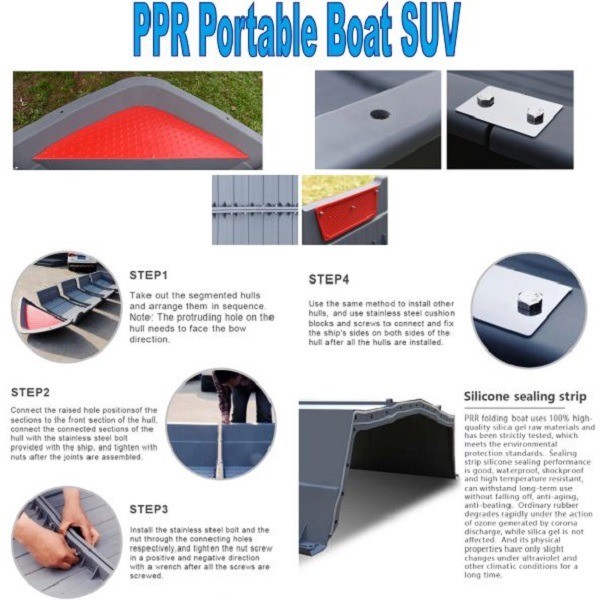 PPR Portable Boat SUV
STEP1
Take out the segmented hulls
and arrange them in sequence.
Note: The protruding hole on the
hull needs to face the bow
direction.
STEP2
Connect the raised hole positionsof the
sections to the front section of the hull.
connect the connected sections of the
hull with the stainless steel bolt
provided with the ship, and tighten with
nuts after the joints are assembled.
STEP3
Install the stainless steel bolt and the
nut through the connecting holes
respectively,and tighten the nut screw
in a positive and negative direction
with a wrench after all the screws are
screwed.
STEP4
Use the same method to install other
hulls, and use stainless steel cushion
blocks and screws to connect and fix
the ship's sides on both sides of the
hull after all the hulls are installed.
Silicone sealing strip
PRR folding boat uses 100% high-
quality silica gel raw materials and
has been strictly tested, which
meets the environmental
protection standards. Sealing
strip silicone sealing performance
is good, waterproof, shockproof
and high temperature resistant,
can withstand long-term use
without falling off, anti-aging,
anti-beating. Ordinary rubber
degrades rapidly under the action
of ozone generated by corona
discharge, while silica gel is not
affected. And its physical
properties have only slight
changes under ultraviolet and
other climatic conditions for a
long time.